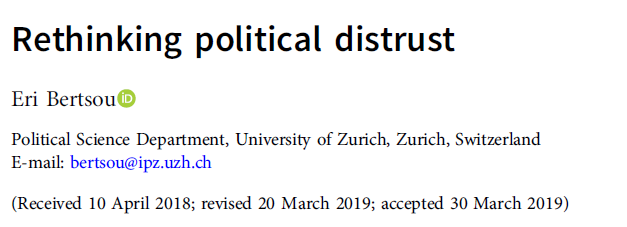 Rethinking political distrust
Eri Bertsou iD
Political Science Department, University of Zurich, Zurich, Switzerland
E-mail: bertsou@ipz.uzh.ch
(Received 10 April 2018; revised 20 March 2019; accepted 30 March 2019)